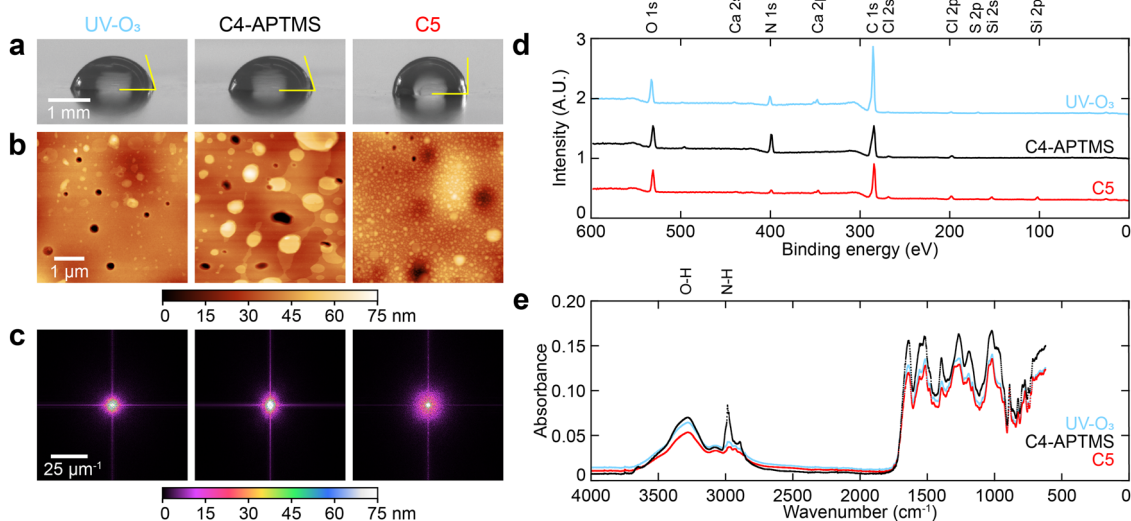 UV-O₃ C4-APTMS C5
a
1 mm
b
1 µm
0 15 30 45 60 75 nm
c
25 µm⁻¹
0 15 30 45 60 75 nm
d
O 1s Ca 2s N 1s Ca 2p C 1s Cl 2s Cl 2p S 2p Si 2s Si 2p
Intensity (A.U.)
3
2
1
0
UV-O₃
C4-APTMS
C5
600 500 400 300 200 100 0
Binding energy (eV)
e
O-H N-H
Absorbance
0.20
0.15
0.10
0.05
0
UV-O₃
C4-APTMS
C5
4000 3500 3000 2500 2000 1500 1000 500 0
Wavenumber (cm⁻¹)